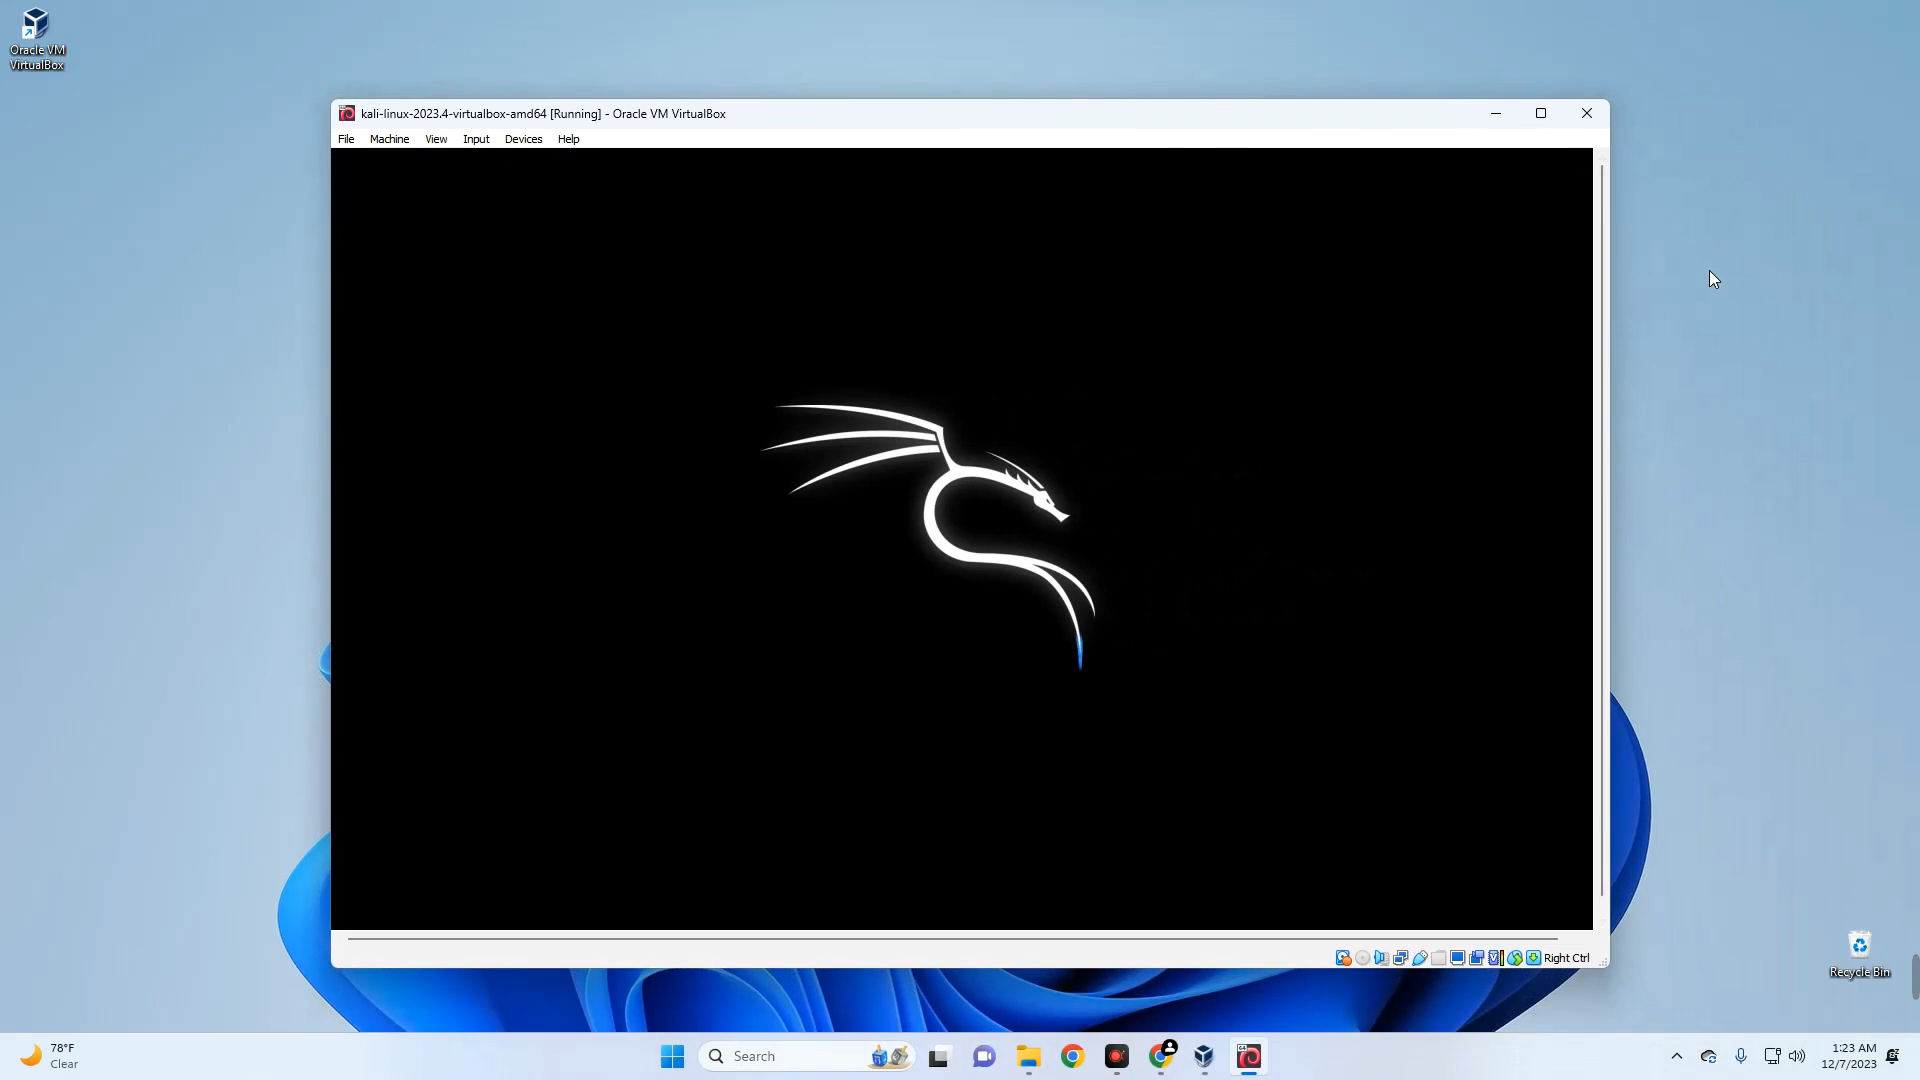 Oracle VM
VirtualBox
kali-linux-2023.4-virtualbox-amd64 [Running] - Oracle VM VirtualBox
File Machine View Input Devices Help
Right Ctrl
Recycle Bin
78°F
Clear
Search
1:23 AM
12/7/2023